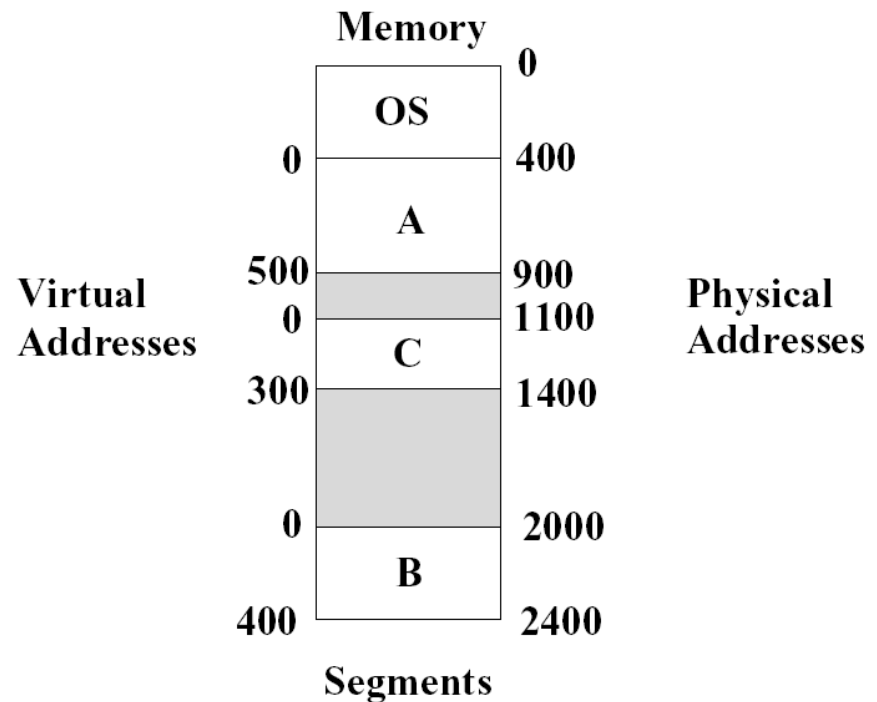 Memory
0
OS
0
400
A
500
900
Virtual
Addresses
0
1100
Physical
Addresses
C
300
1400
0
2000
B
400
2400
Segments